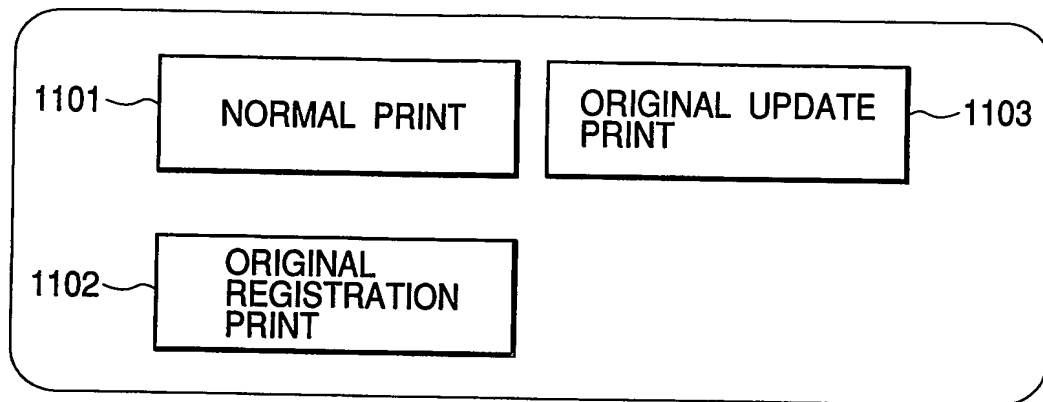 1101
NORMAL PRINT
ORIGINAL UPDATE
PRINT
1103
1102
ORIGINAL
REGISTRATION
PRINT